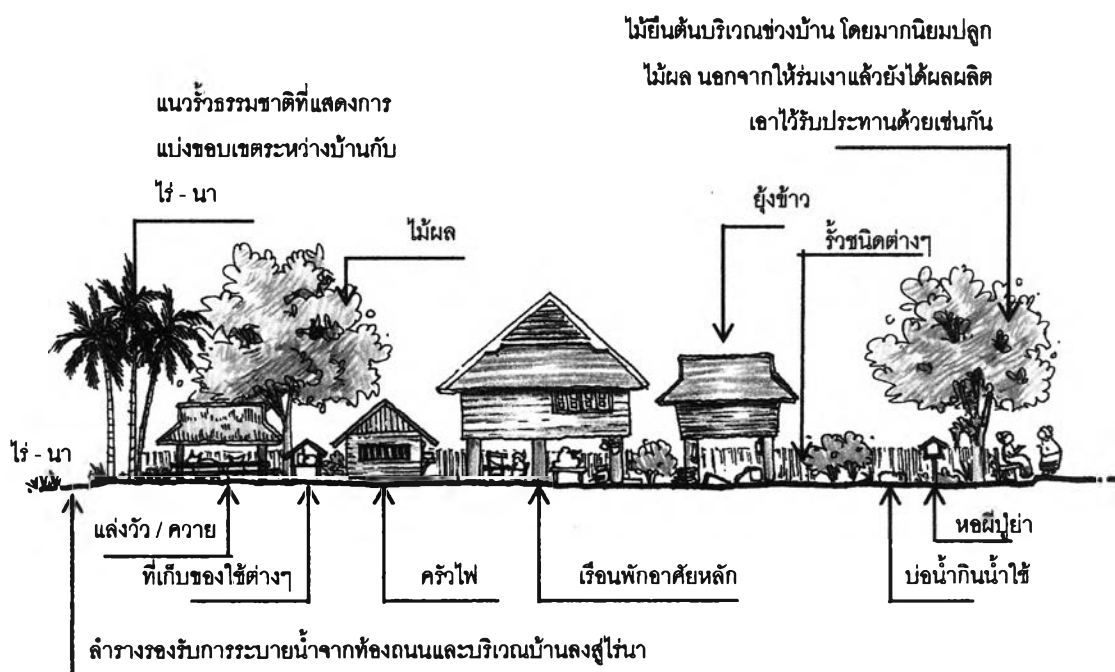 ไม้ยืนต้นบริเวณข่วงบ้าน โดยมากนิยมปลูก
ไม้ผล นอกจากให้ร่มเงาแล้วยังได้ผลผลิต
เอาไว้รับประทานด้วยเช่นกัน
แนวรั้วธรรมชาติที่แสดงการ
แบ่งขอบเขตระหว่างบ้านกับ
ไร่ - นา
ยุ้งข้าว
ไม้ผล
รั้วชนิดต่างๆ
ไร่ - นา
แล่งวัว / ควาย
หอผีปู่ย่า
ที่เก็บของใช้ต่างๆ
ครัวไฟ
เรือนพักอาศัยหลัก
บ่อน้ำกินน้ำใช้
ลำรางรองรับการระบายน้ำจากท้องถนนและบริเวณบ้านลงสู่ไร่นา